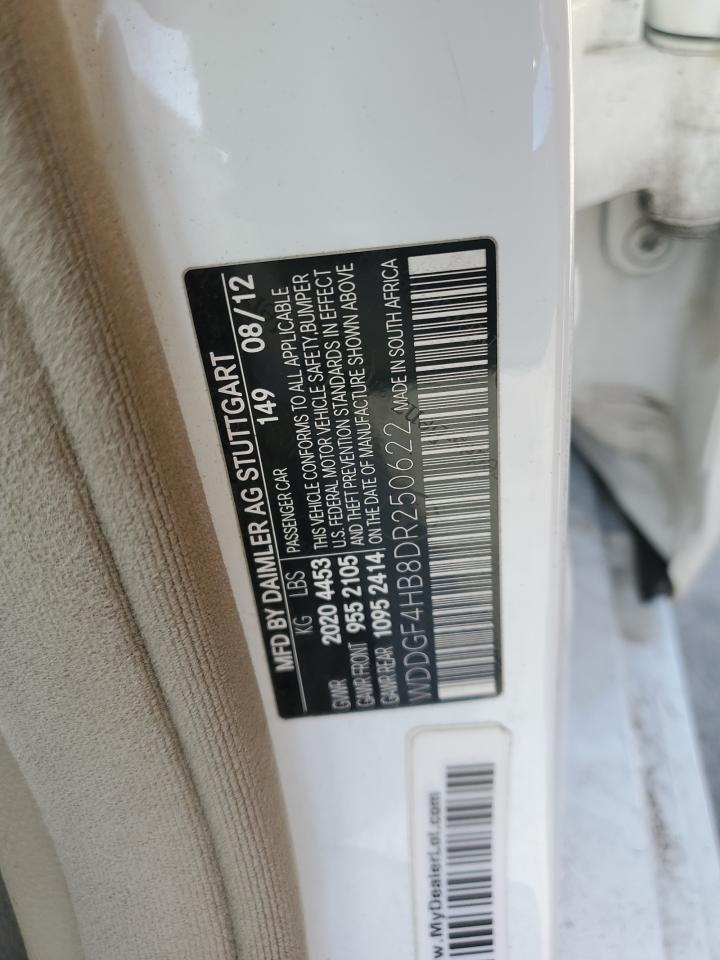 MFD BY DAIMLER AG STUTTGART
149 08/12
KG LBS PASSENGER CAR
GVWR 2020 4453 THIS VEHICLE CONFORMS TO ALL APPLICABLE
U.S. FEDERAL MOTOR VEHICLE SAFETY, BUMPER
GAWR FRONT 955 2105 AND THEFT PREVENTION STANDARDS IN EFFECT
GAWR REAR 1095 2414 ON THE DATE OF MANUFACTURE SHOWN ABOVE
WDDGF4HB8DR250622 MADE IN SOUTH AFRICA
w.MyDealerLot.com